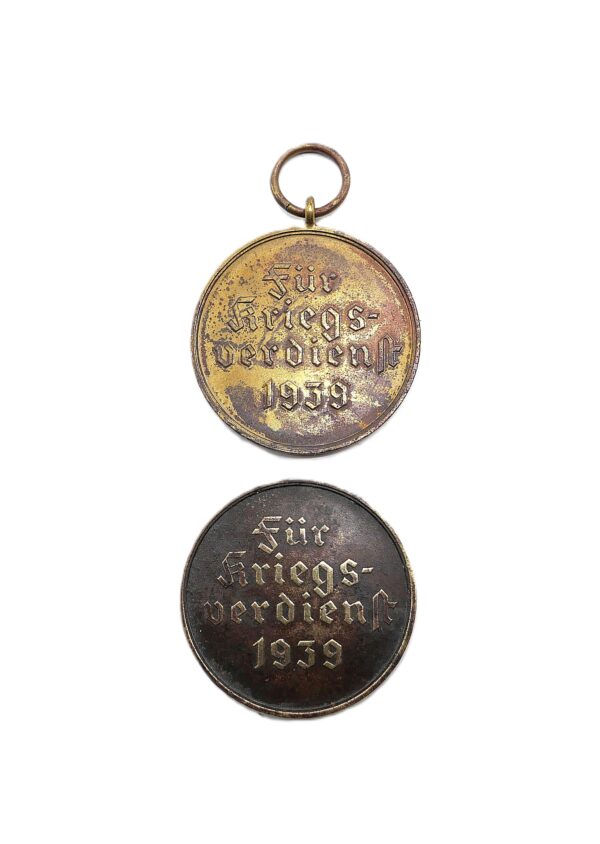 Für
Kriegs-
verdienst
1939
Für
Kriegs-
verdienst
1939